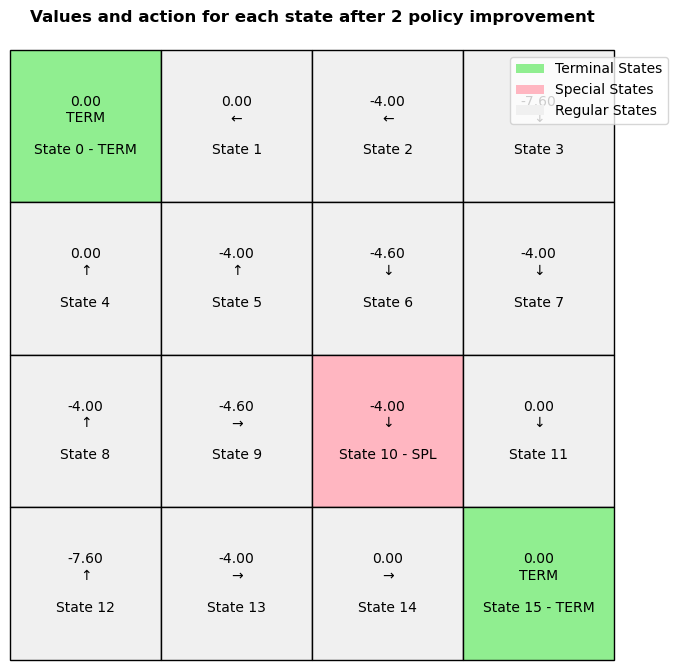 Values and action for each state after 2 policy improvement
Terminal States
Special States
Regular States
0.00
TERM
State 0 - TERM
0.00
←
State 1
-4.00
←
State 2
-7.60
↓
State 3
0.00
↑
State 4
-4.00
↑
State 5
-4.60
↓
State 6
-4.00
↓
State 7
-4.00
↑
State 8
-4.60
→
State 9
-4.00
↓
State 10 - SPL
0.00
↓
State 11
-7.60
↑
State 12
-4.00
→
State 13
0.00
→
State 14
0.00
TERM
State 15 - TERM